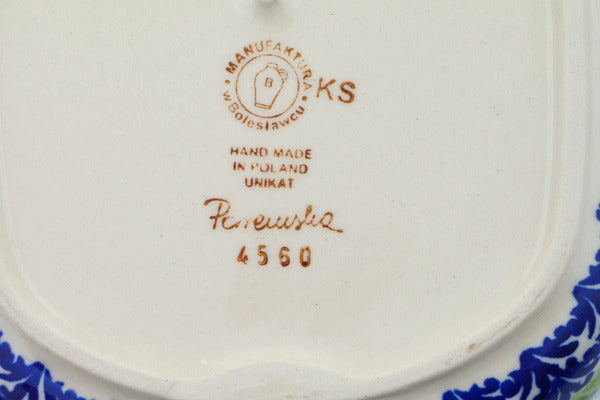 MANUFAKTURA
w Bolesławcu
B
KS
HAND MADE
IN POLAND
UNIKAT
4560